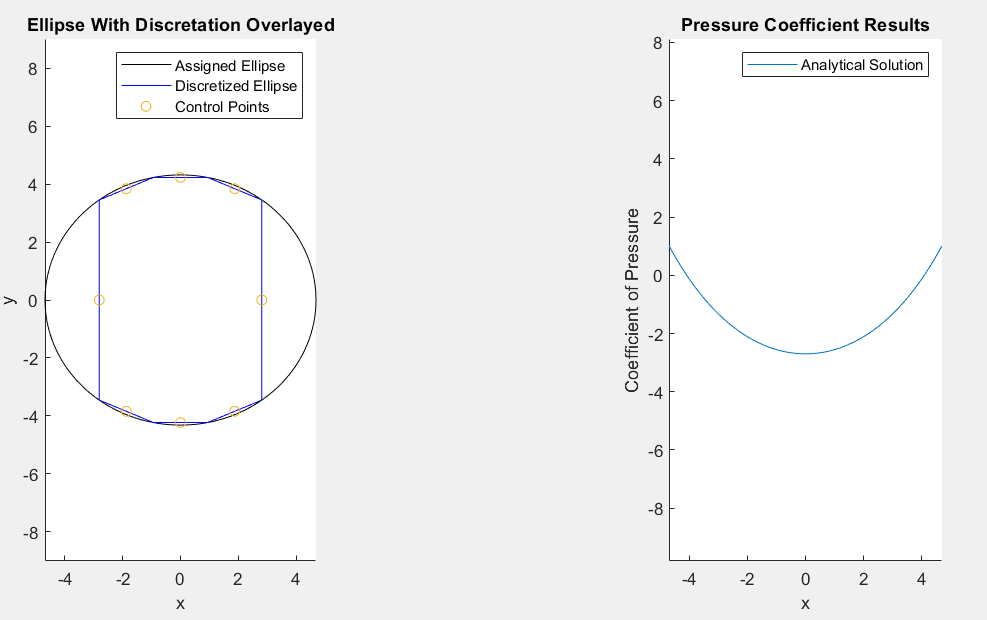 Ellipse With Discretation Overlayed
Assigned Ellipse
Discretized Ellipse
Control Points
8
6
4
2
0
-2
-4
-6
-8
y
-4 -2 0 2 4
x
Pressure Coefficient Results
Analytical Solution
8
6
4
2
0
-2
-4
-6
-8
Coefficient of Pressure
-4 -2 0 2 4
x